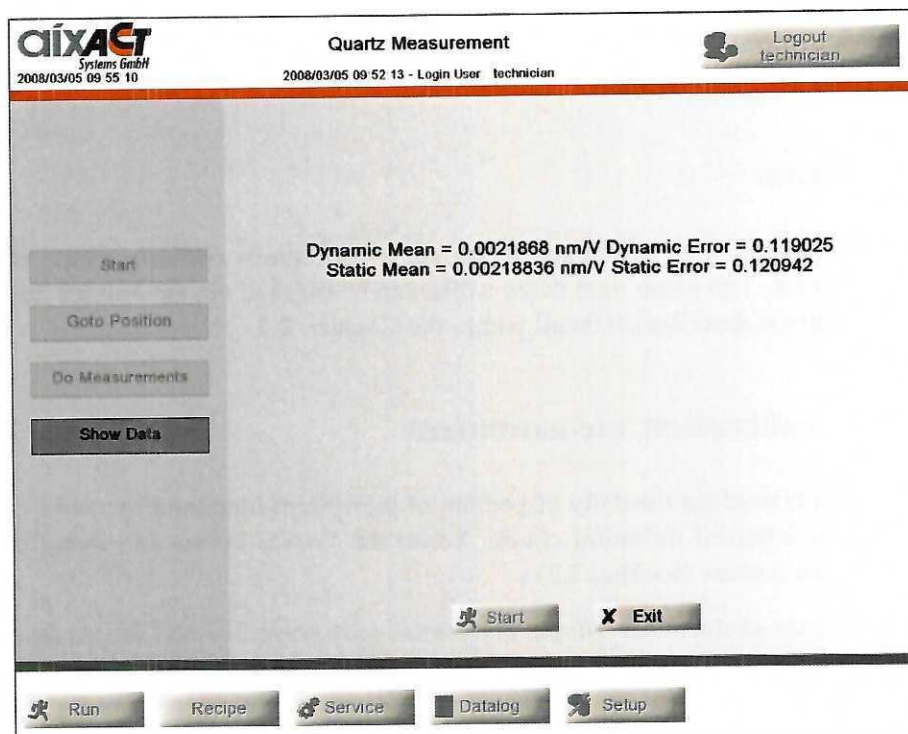 aixACT
Systems GmbH
2008/03/05 09 55 10
Quartz Measurement
2008/03/05 09 52 13 - Login User technician
Logout
technician
Dynamic Mean = 0.0021868 nm/V Dynamic Error = 0.119025
Static Mean = 0.00218836 nm/V Static Error = 0.120942
Start
Goto Position
Do Measurements
Show Data
Start
X Exit
Run
Recipe
Service
Datalog
Setup